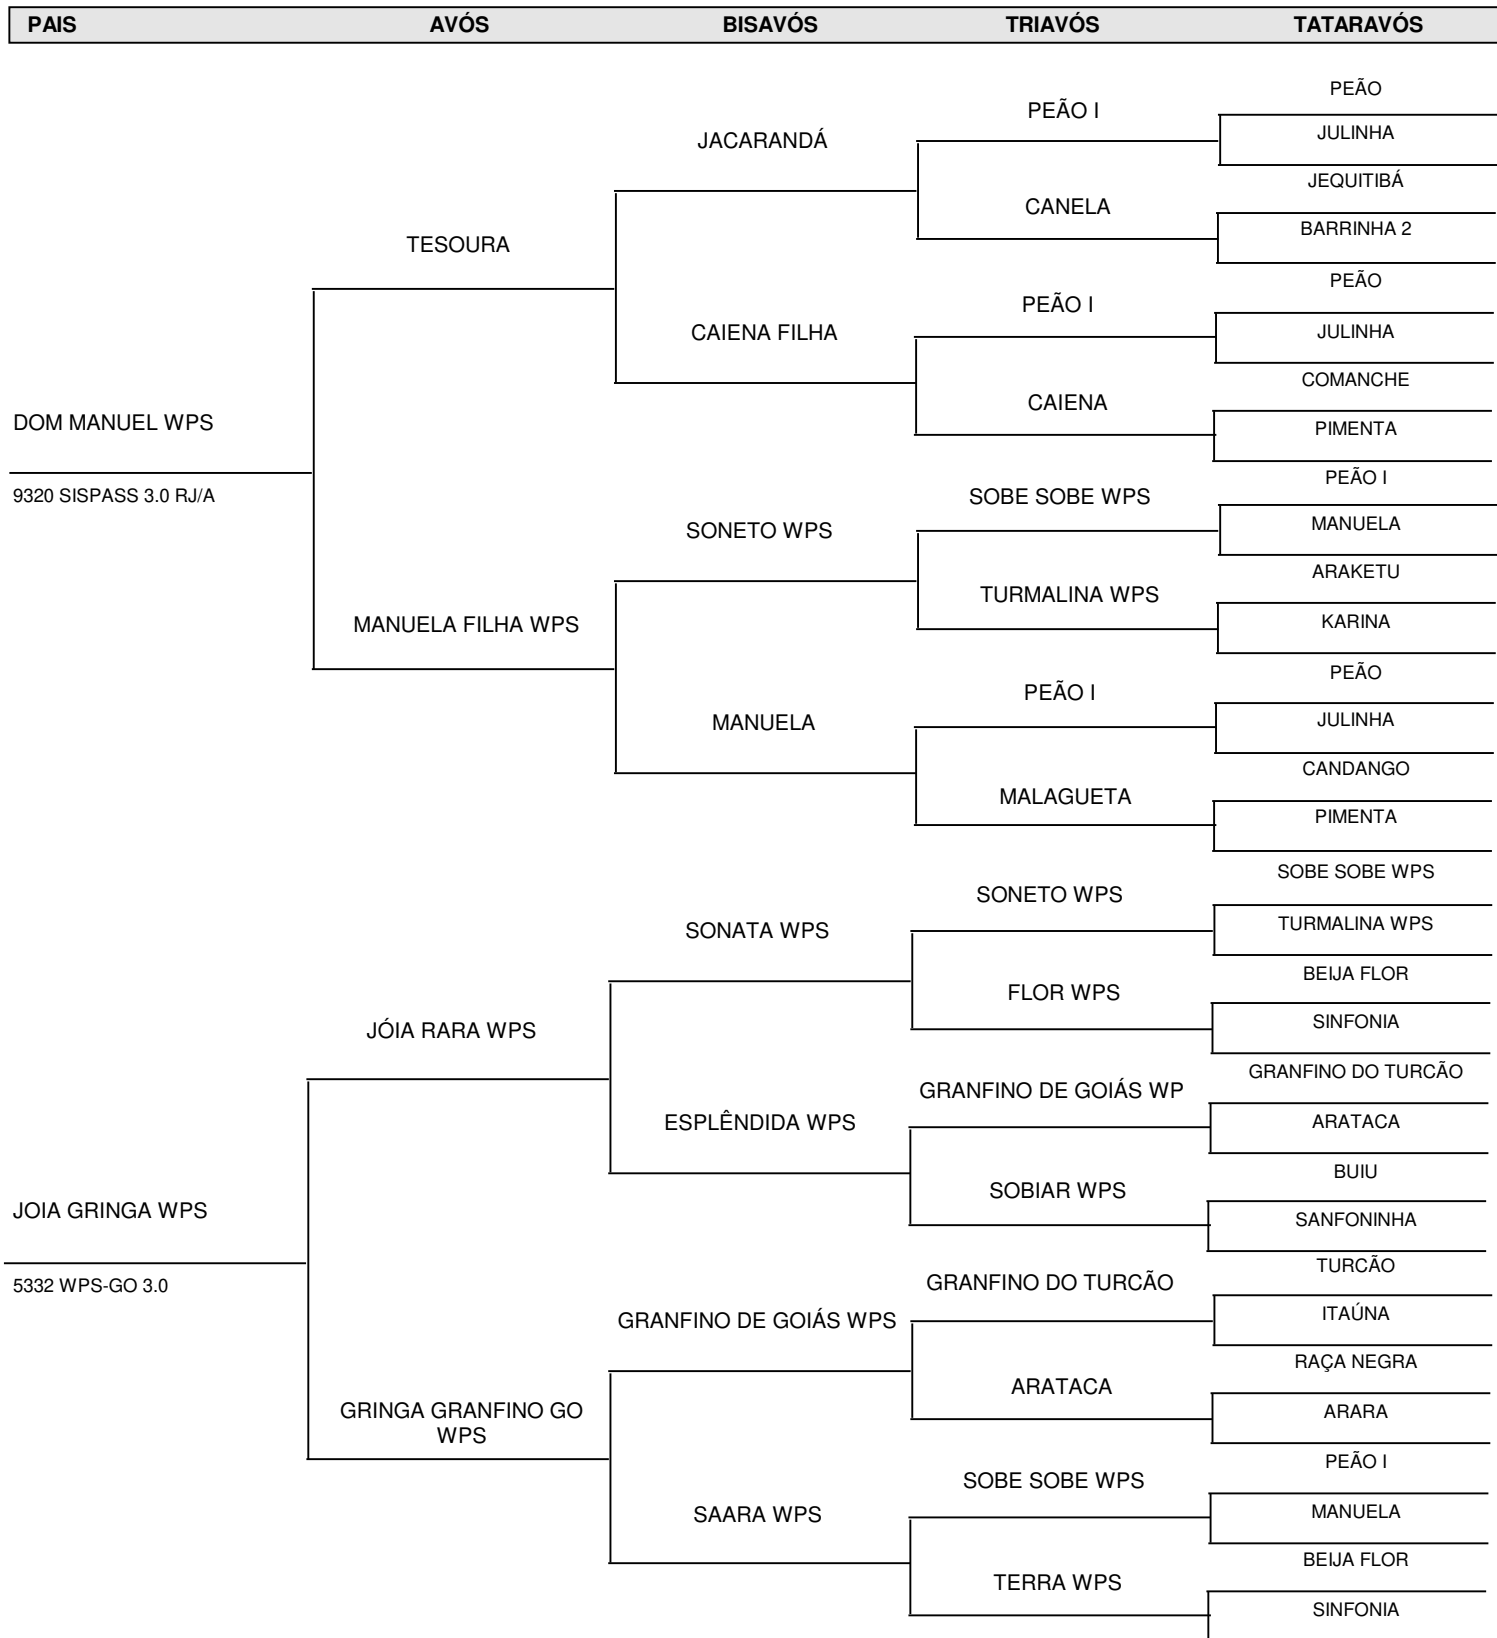 PAIS AVÓS BISAVÓS TRIAVÓS TATARAVÓS
PEÃO
PEÃO I
JULINHA
JACARANDÁ
JEQUITIBÁ
CANELA
BARRINHA 2
TESOURA
PEÃO
PEÃO I
JULINHA
CAIENA FILHA
COMANCHE
CAIENA
DOM MANUEL WPS
PIMENTA
PEÃO I
9320 SISPASS 3.0 RJ/A
SOBE SOBE WPS
MANUELA
SONETO WPS
ARAKETU
TURMALINA WPS
KARINA
MANUELA FILHA WPS
PEÃO
PEÃO I
JULINHA
MANUELA
CANDANGO
MALAGUETA
PIMENTA
SOBE SOBE WPS
SONETO WPS
TURMALINA WPS
SONATA WPS
BEIJA FLOR
FLOR WPS
SINFONIA
JÓIA RARA WPS
GRANFINO DO TURCÃO
GRANFINO DE GOIÁS WP
ARATACA
ESPLÊNDIDA WPS
BUIU
SOBIAR WPS
JOIA GRINGA WPS
SANFONINHA
TURCÃO
5332 WPS-GO 3.0
GRANFINO DO TURCÃO
ITAÚNA
GRANFINO DE GOIÁS WPS
RAÇA NEGRA
ARATACA
ARARA
GRINGA GRANFINO GO
WPS
PEÃO I
SOBE SOBE WPS
MANUELA
SAARA WPS
BEIJA FLOR
TERRA WPS
SINFONIA